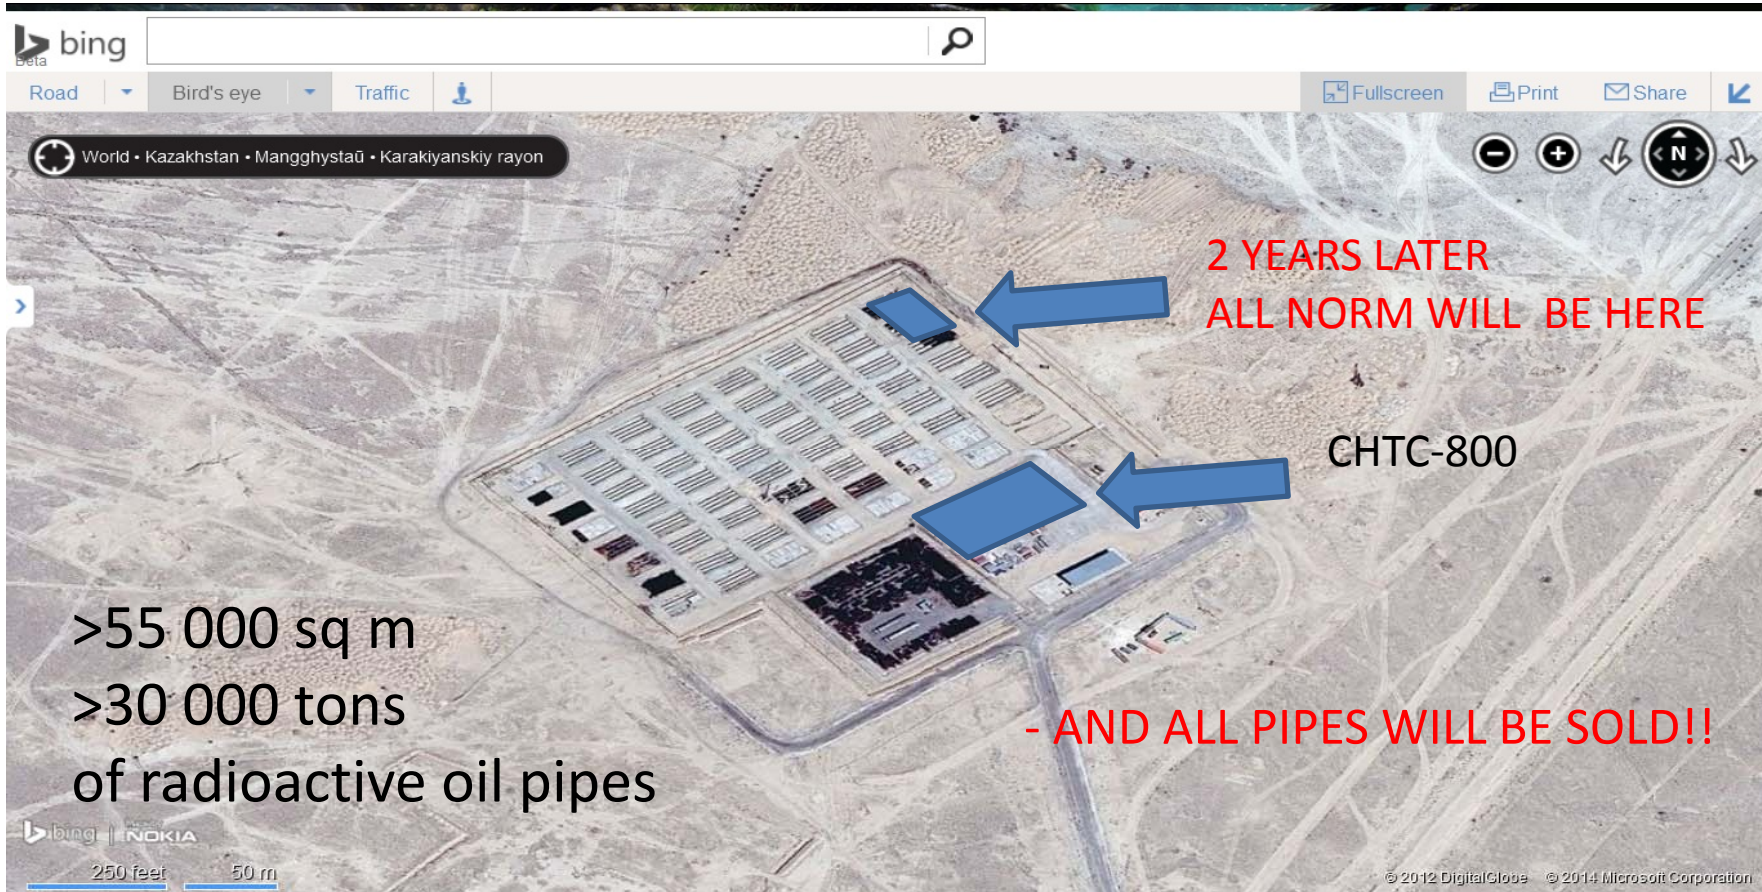 bing
Beta
Road
Bird's eye
Traffic
Fullscreen
Print
Share
World • Kazakhstan • Mangghystaū • Karakiyanskiy rayon
N
2 YEARS LATER
ALL NORM WILL BE HERE
CHTC-800
>55 000 sq m
>30 000 tons
of radioactive oil pipes
- AND ALL PIPES WILL BE SOLD!!
bing
NOKIA
250 feet
50 m
© 2012 DigitalGlobe
© 2014 Microsoft Corporation